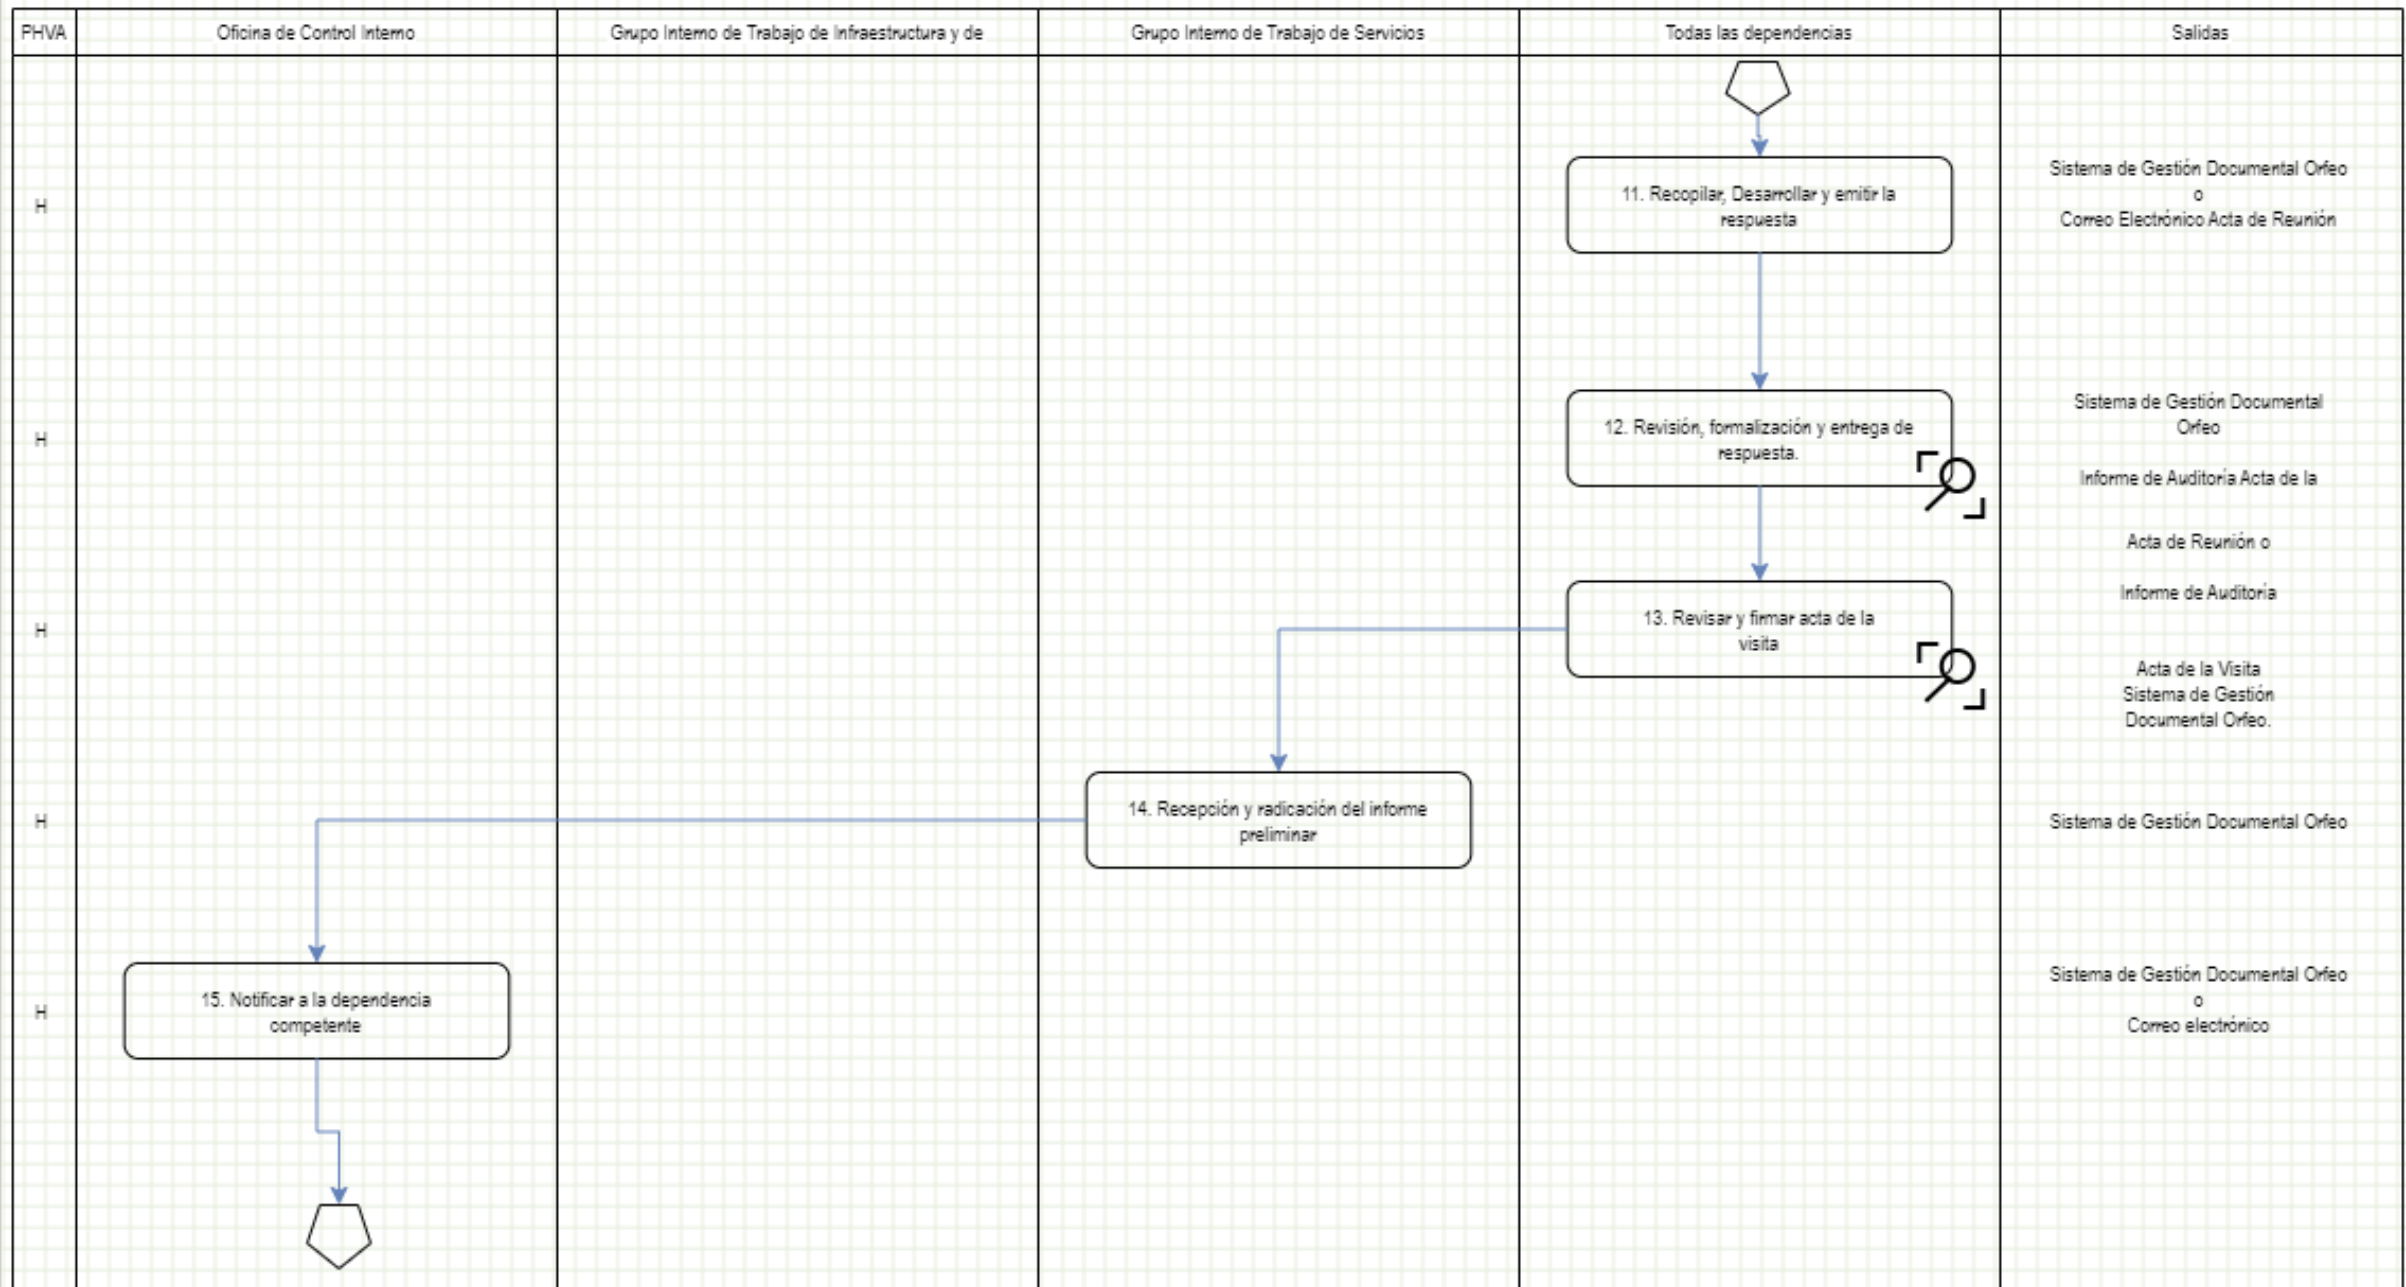 PHVA
Oficina de Control Interno
Grupo Interno de Trabajo de Infraestructura y de
Grupo Interno de Trabajo de Servicios
Todas las dependencias
Salidas
H
11. Recopilar, Desarrollar y emitir la
respuesta
Sistema de Gestión Documental Orfeo
o
Correo Electrónico Acta de Reunión
H
12. Revisión, formalización y entrega de
respuesta.
Sistema de Gestión Documental
Orfeo
Informe de Auditoría Acta de la
Acta de Reunión o
H
13. Revisar y firmar acta de la
visita
Informe de Auditoría
Acta de la Visita
Sistema de Gestión
Documental Orfeo.
H
14. Recepción y radicación del informe
preliminar
Sistema de Gestión Documental Orfeo
H
15. Notificar a la dependencia
competente
Sistema de Gestión Documental Orfeo
o
Correo electrónico